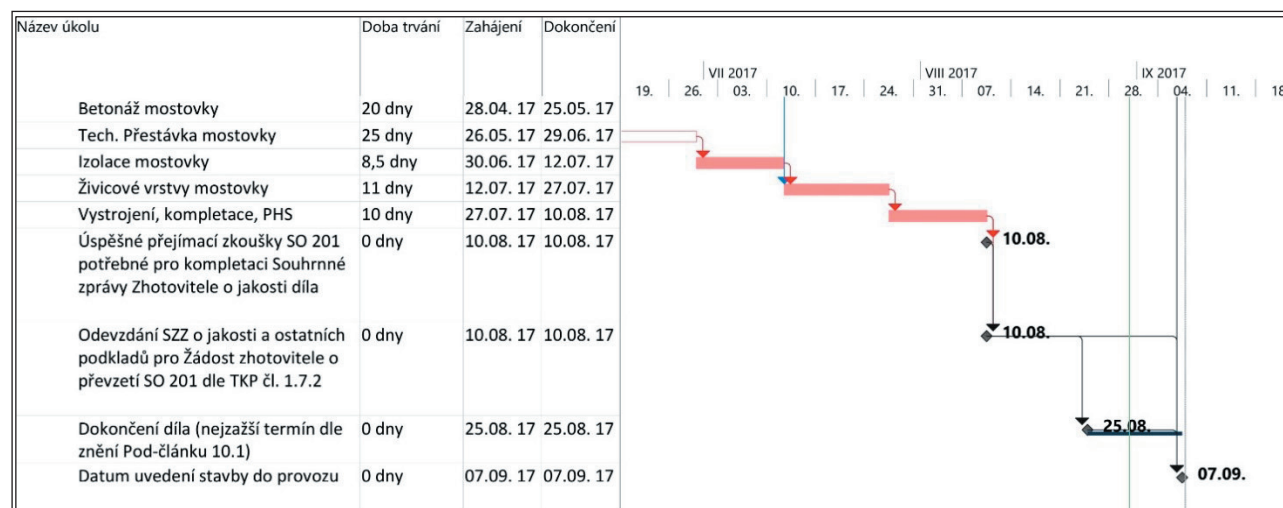 Název úkolu Doba trvání Zahájení Dokončení
VII 2017 VIII 2017 IX 2017
19. 26. 03. 10. 17. 24. 31. 07. 14. 21. 28. 04. 11. 18
Betonáž mostovky 20 dny 28.04. 17 25.05. 17
Tech. Přestávka mostovky 25 dny 26.05. 17 29.06. 17
Izolace mostovky 8,5 dny 30.06. 17 12.07. 17
Živicové vrstvy mostovky 11 dny 12.07. 17 27.07. 17
Vystrojení, kompletace, PHS 10 dny 27.07. 17 10.08. 17
Úspěšné přejímací zkoušky SO 201 0 dny 10.08. 17 10.08. 17 10.08.
potřebné pro kompletaci Souhrnné
zprávy Zhotovitele o jakosti díla
Odevzdání SZZ o jakosti a ostatních 0 dny 10.08. 17 10.08. 17 10.08.
podkladů pro Žádost zhotovitele o
převzetí SO 201 dle TKP čl. 1.7.2
Dokončení díla (nejzažší termín dle 0 dny 25.08. 17 25.08. 17 25.08.
znění Pod-článku 10.1)
Datum uvedení stavby do provozu 0 dny 07.09. 17 07.09. 17 07.09.